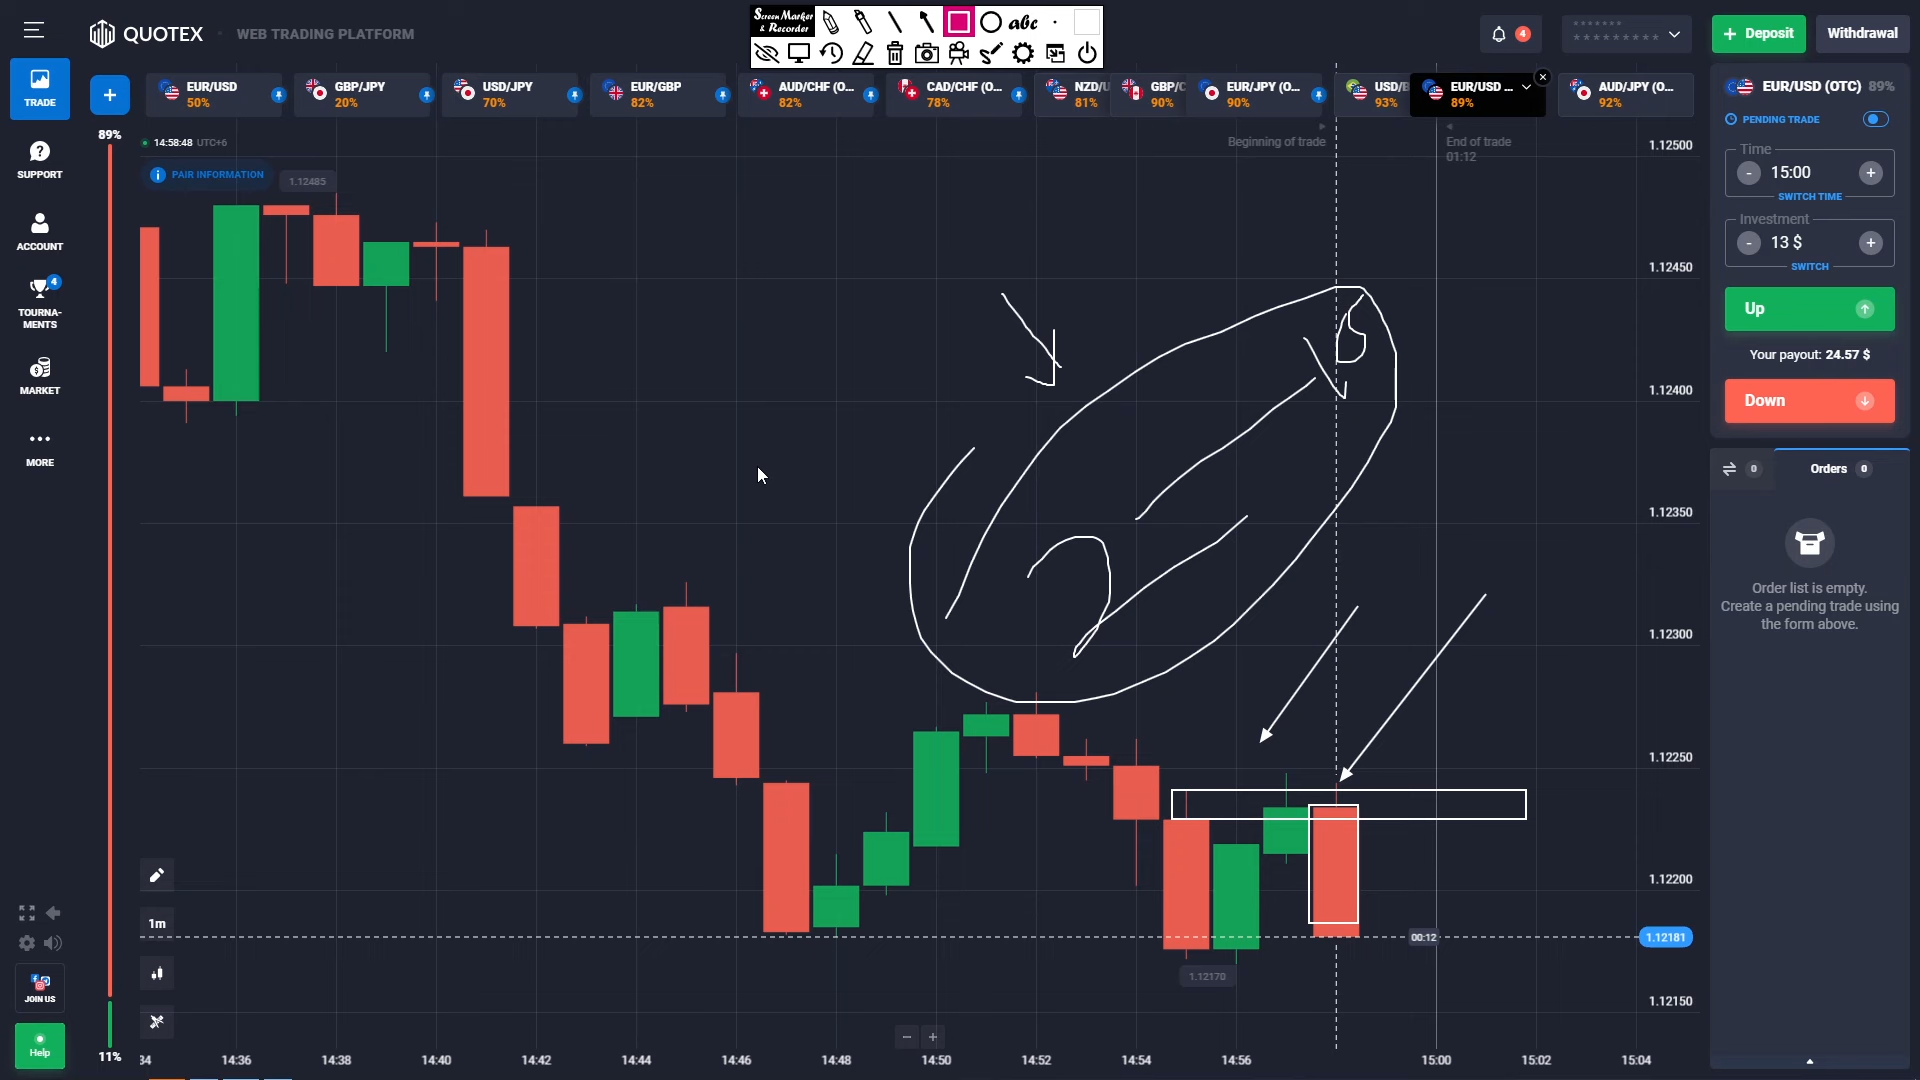 QUOTEX
WEB TRADING PLATFORM
Screen Marker
& Recorder
abc
4
*******
*********
Deposit
Withdrawal
TRADE
EUR/USD
50%
GBP/JPY
20%
USD/JPY
70%
EUR/GBP
82%
AUD/CHF (O...
82%
CAD/CHF (O...
78%
NZD/U
81%
GBP/C
90%
EUR/JPY (O...
90%
USD/B
93%
EUR/USD ...
89%
AUD/JPY (O...
92%
EUR/USD (OTC) 89%
PENDING TRADE
Time
15:00
SWITCH TIME
Investment
13 $
SWITCH
Up
Your payout: 24.57 $
Down
0
Orders 0
Order list is empty.
Create a pending trade using
the form above.
SUPPORT
ACCOUNT
4
TOURNA-
MENTS
MARKET
MORE
JOIN US
Help
89%
11%
14:58:48 UTC+6
PAIR INFORMATION
1.12485
Beginning of trade
End of trade
01:12
1.12500
1.12450
1.12400
1.12350
1.12300
1.12250
1.12200
1.12181
1.12150
00:12
1.12170
1m
34
14:36
14:38
14:40
14:42
14:44
14:46
14:48
14:50
14:52
14:54
14:56
15:00
15:02
15:04